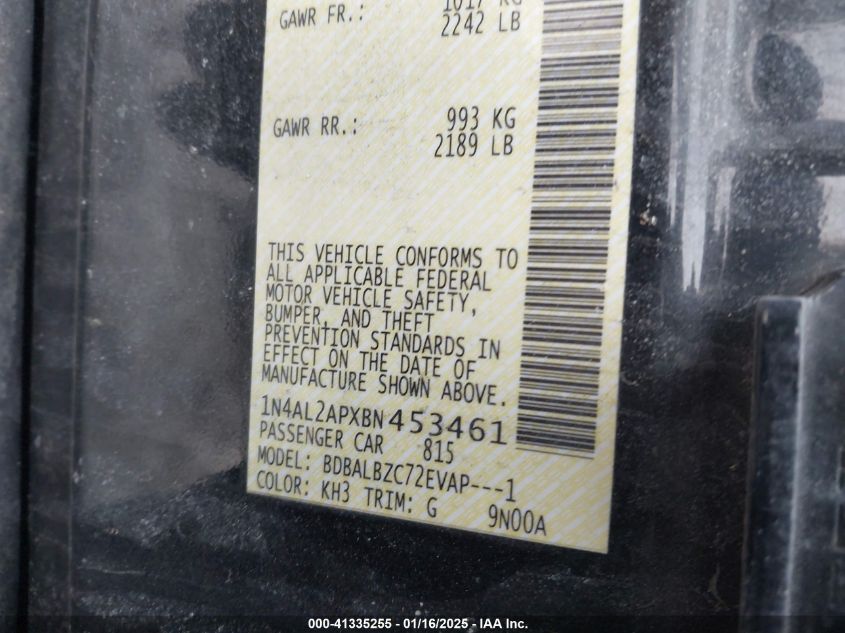 GAWR FR.: 1017 KG
2242 LB
GAWR RR.: 993 KG
2189 LB
THIS VEHICLE CONFORMS TO
ALL APPLICABLE FEDERAL
MOTOR VEHICLE SAFETY,
BUMPER, AND THEFT
PREVENTION STANDARDS IN
EFFECT ON THE DATE OF
MANUFACTURE SHOWN ABOVE.
1N4AL2APXBN453461
PASSENGER CAR 815
MODEL: BDBALBZC72EVAP---1
COLOR: KH3 TRIM: G 9N00A
000-41335255 - 01/16/2025 - IAA Inc.